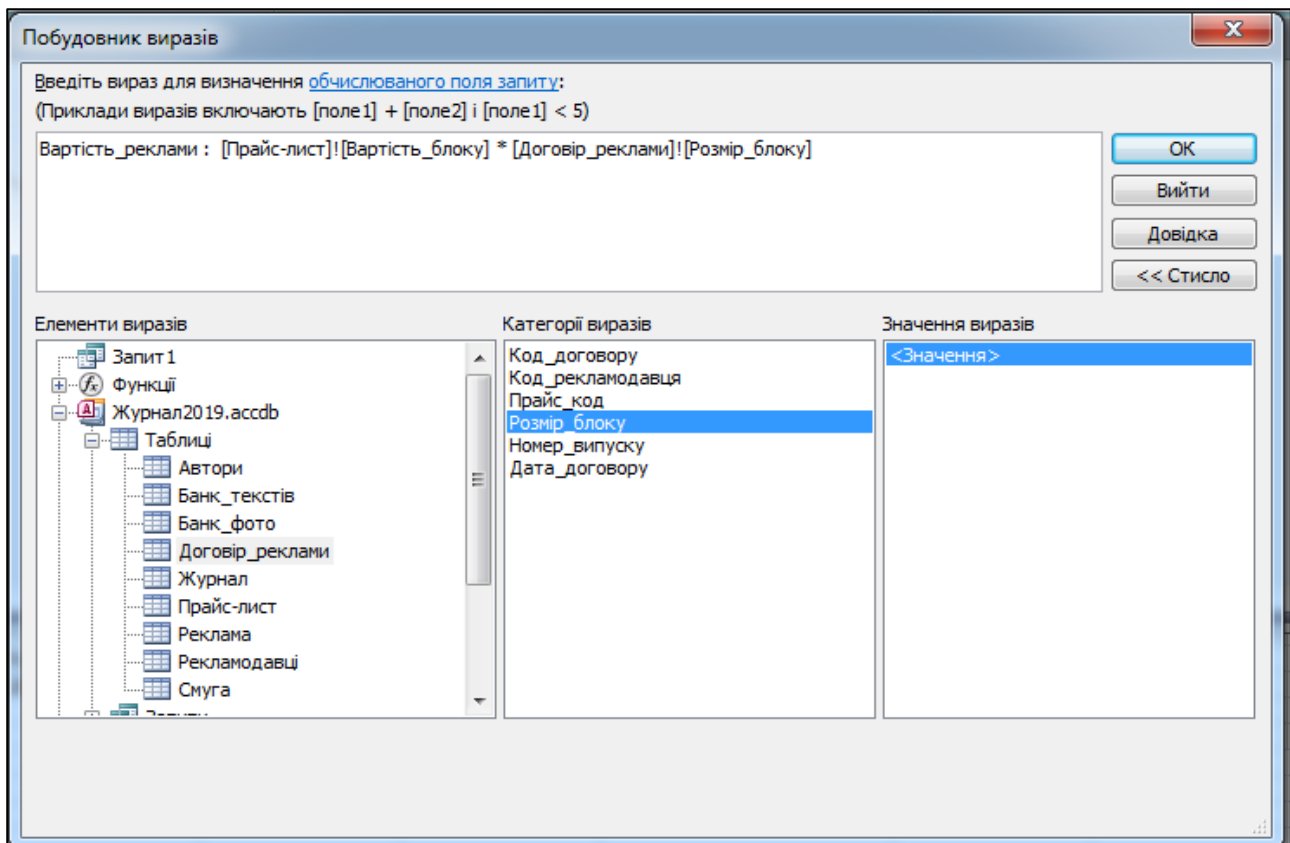 Побудовник виразів
Введіть вираз для визначення обчислюваного поля запиту:
(Приклади виразів включають [поле1] + [поле2] і [поле1] < 5)
Вартість_реклами : [Прайс-лист]![Вартість_блоку] * [Договір_реклами]![Розмір_блоку]
ОК
Вийти
Довідка
<< Стисло
Елементи виразів
Запит1
Функції
Журнал2019.accdb
Таблиці
Автори
Банк_текстів
Банк_фото
Договір_реклами
Журнал
Прайс-лист
Реклама
Рекламодавці
Смуга
Категорії виразів
Код_договору
Код_рекламодавця
Прайс_код
Розмір_блоку
Номер_випуску
Дата_договору
Значення виразів
<Значення>